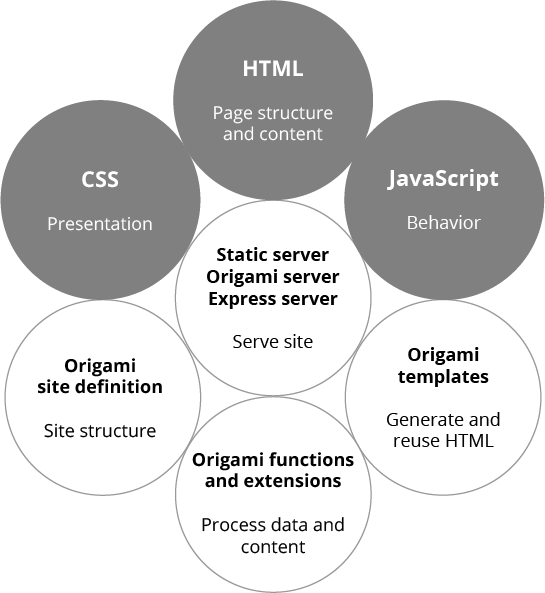 HTML
Page structure
and content
CSS
Presentation
JavaScript
Behavior
Static server
Origami server
Express server
Serve site
Origami
site definition
Site structure
Origami
templates
Generate and
reuse HTML
Origami functions
and extensions
Process data and
content